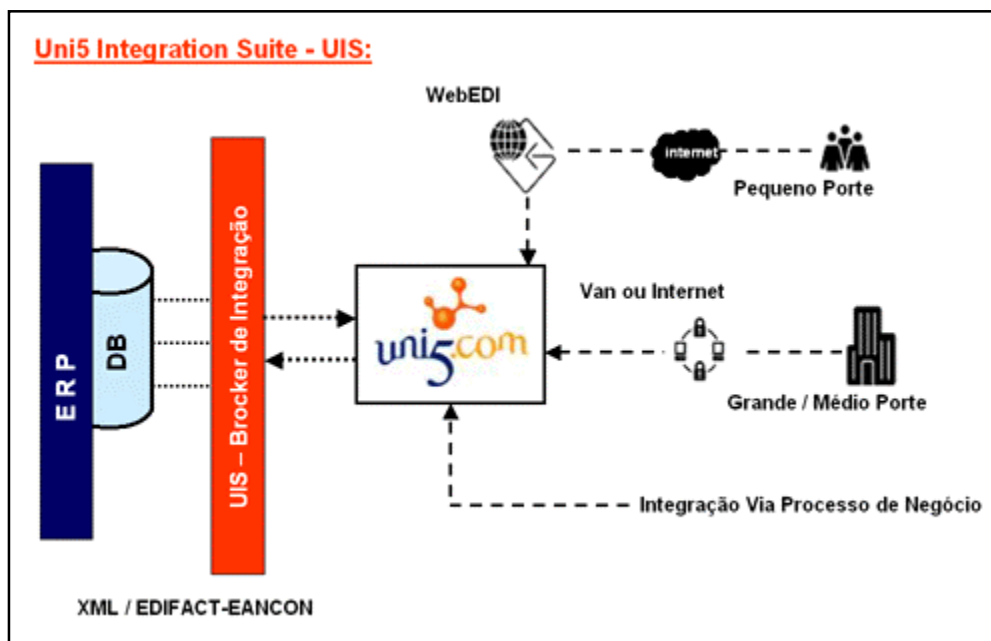 Uni5 Integration Suite - UIS:
WebEDI
internet
Pequeno Porte
ERP
DB
UIS – Brocker de Integração
uni5.com
Van ou Internet
Grande / Médio Porte
Integração Via Processo de Negócio
XML / EDIFACT-EANCON